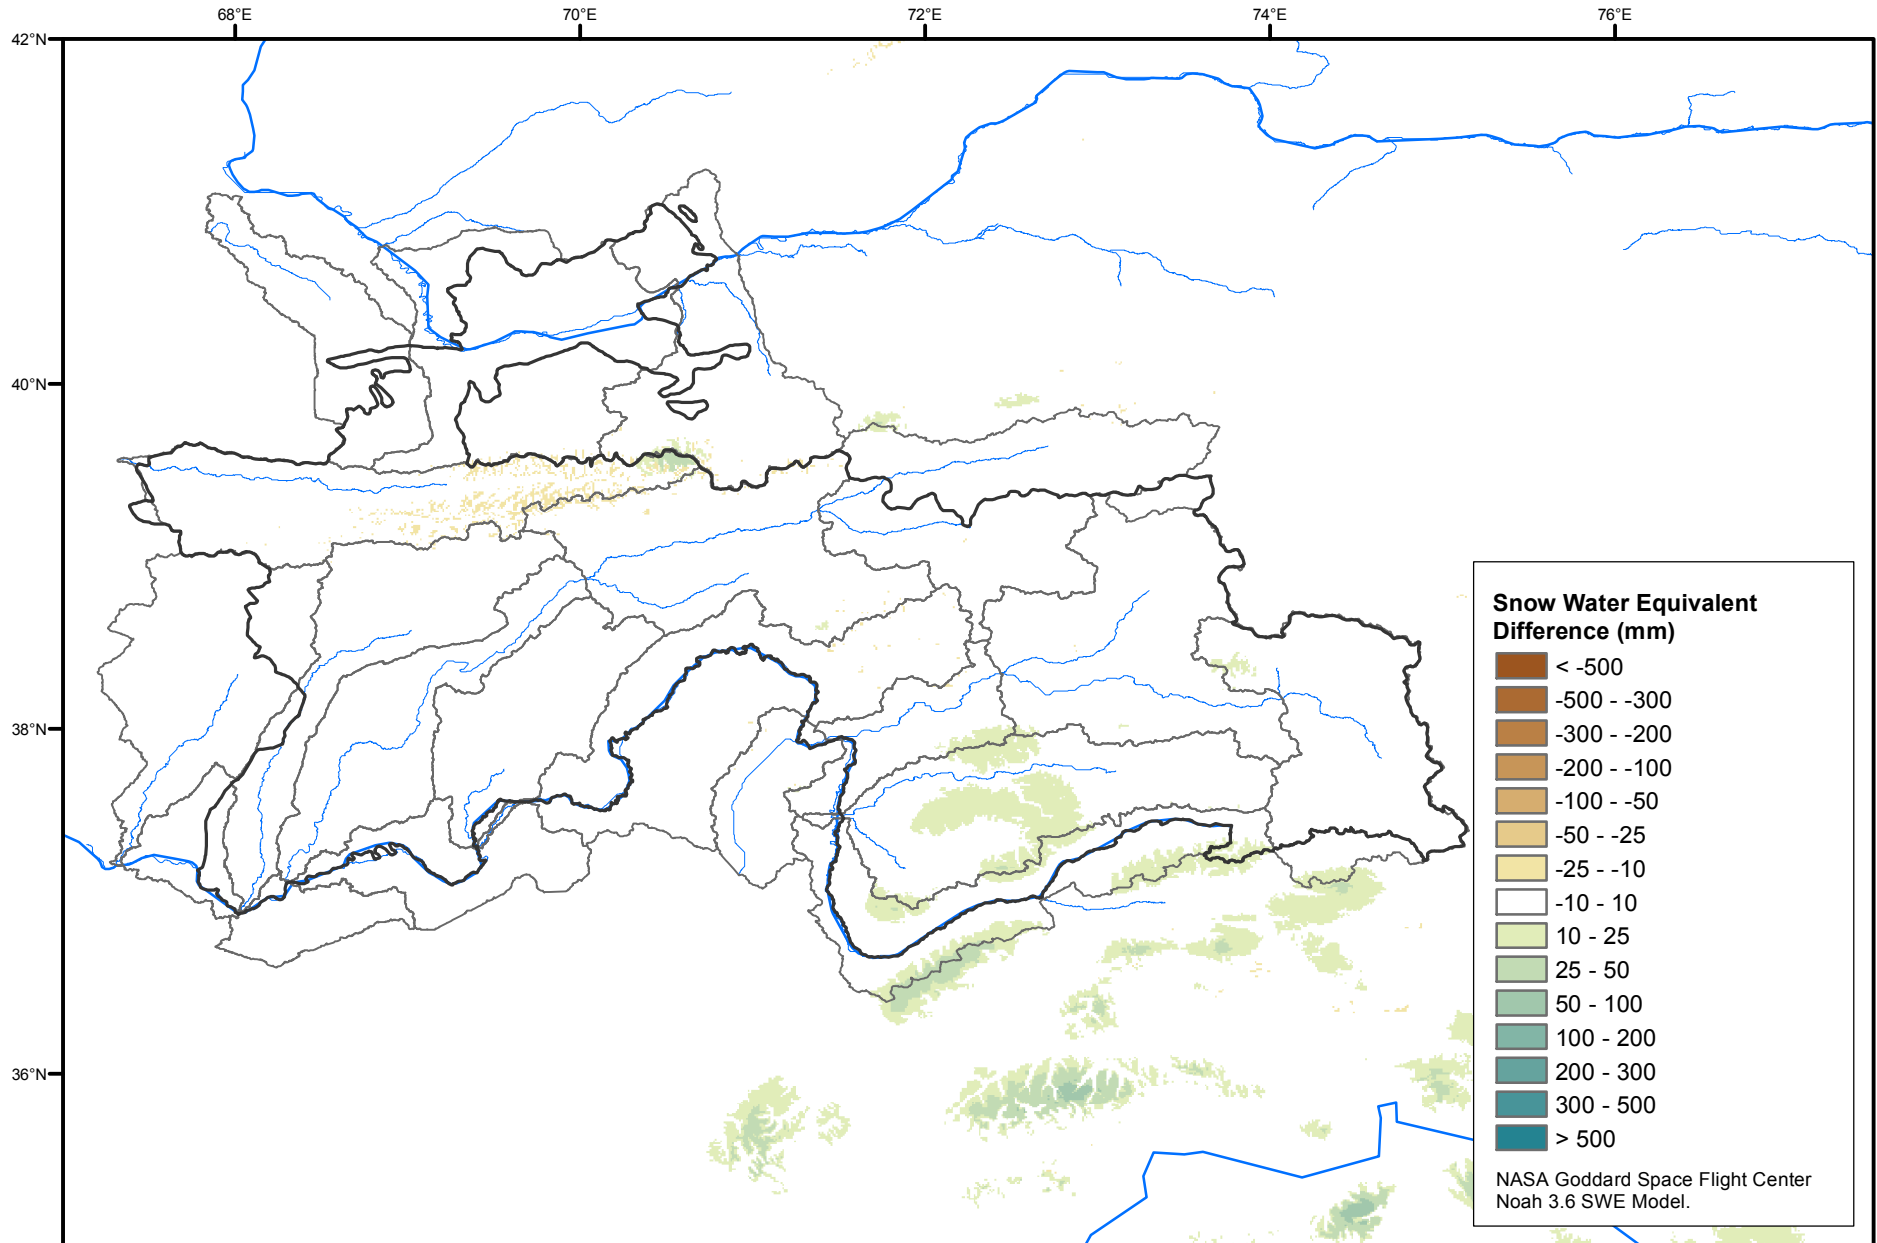 68°E
70°E
72°E
74°E
76°E
42°N
40°N
38°N
36°N
Snow Water Equivalent
Difference (mm)
< -500
-500 - -300
-300 - -200
-200 - -100
-100 - -50
-50 - -25
-25 - -10
-10 - 10
10 - 25
25 - 50
50 - 100
100 - 200
200 - 300
300 - 500
> 500
NASA Goddard Space Flight Center
Noah 3.6 SWE Model.